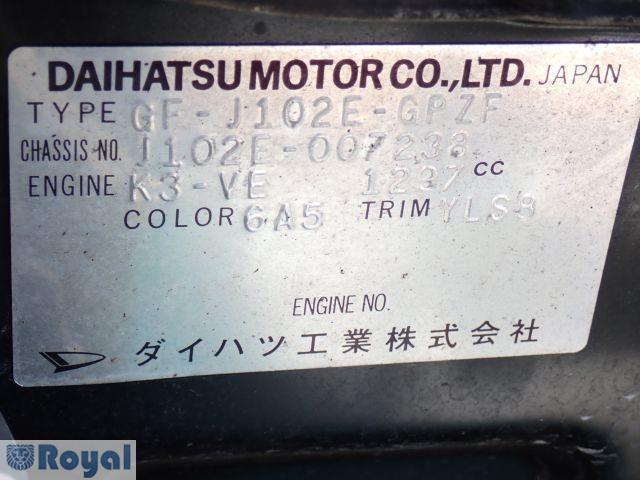 DAIHATSU MOTOR CO.,LTD. JAPAN
TYPE GF-J102E-GPZF
CHASSIS NO. J102E-007238
ENGINE K3-VE 1297 CC
COLOR 6A5 TRIM YLS8
ENGINE NO.
ダイハツ工業株式会社
Royal